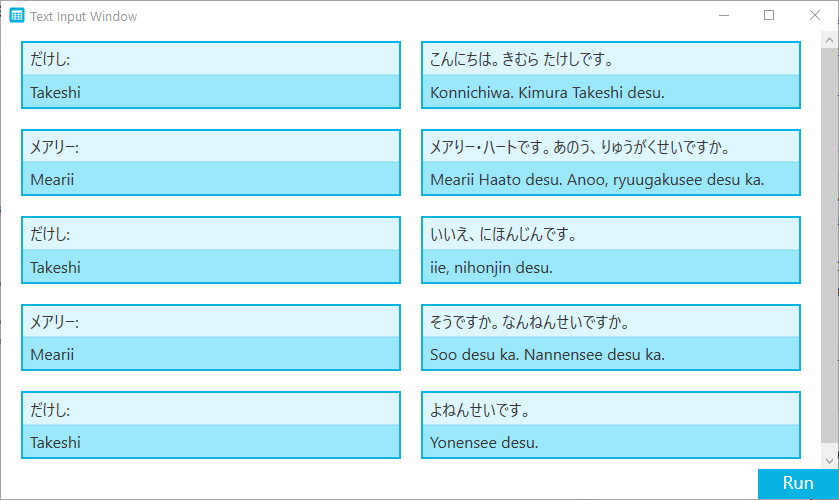 Text Input Window
だけし:
Takeshi
こんにちは。きむら たけしです。
Konnichiwa. Kimura Takeshi desu.
メアリー:
Mearii
メアリー・ハートです。あのう、りゅうがくせいですか。
Mearii Haato desu. Anoo, ryuugakusee desu ka.
だけし:
Takeshi
いいえ、にほんじんです。
iie, nihonjin desu.
メアリー:
Mearii
そうですか。なんねんせいですか。
Soo desu ka. Nannensee desu ka.
だけし:
Takeshi
よねんせいです。
Yonensee desu.
Run